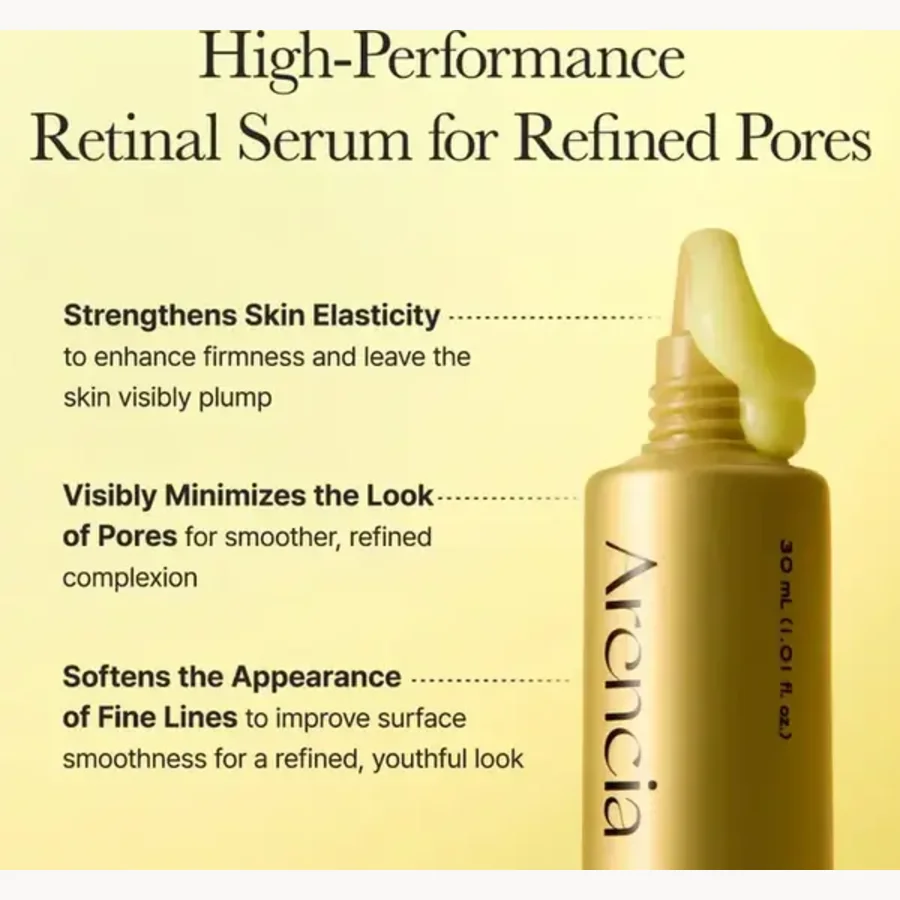 High-Performance
Retinal Serum for Refined Pores
Strengthens Skin Elasticity
to enhance firmness and leave the
skin visibly plump
Visibly Minimizes the Look
of Pores for smoother, refined
complexion
Softens the Appearance
of Fine Lines to improve surface
smoothness for a refined, youthful look
Arencia
30 mL (1.01 fl. oz.)